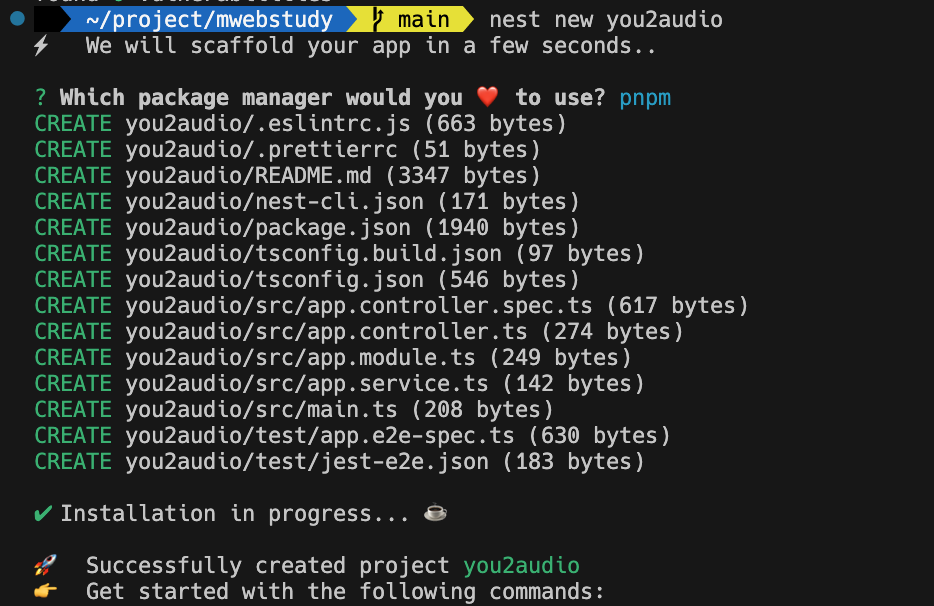 ~/project/mwebstudy main nest new you2audio
⚡ We will scaffold your app in a few seconds..
? Which package manager would you ❤️ to use? pnpm
CREATE you2audio/.eslintrc.js (663 bytes)
CREATE you2audio/.prettierrc (51 bytes)
CREATE you2audio/README.md (3347 bytes)
CREATE you2audio/nest-cli.json (171 bytes)
CREATE you2audio/package.json (1940 bytes)
CREATE you2audio/tsconfig.build.json (97 bytes)
CREATE you2audio/tsconfig.json (546 bytes)
CREATE you2audio/src/app.controller.spec.ts (617 bytes)
CREATE you2audio/src/app.controller.ts (274 bytes)
CREATE you2audio/src/app.module.ts (249 bytes)
CREATE you2audio/src/app.service.ts (142 bytes)
CREATE you2audio/src/main.ts (208 bytes)
CREATE you2audio/test/app.e2e-spec.ts (630 bytes)
CREATE you2audio/test/jest-e2e.json (183 bytes)
✔ Installation in progress... ☕
🚀 Successfully created project you2audio
👉 Get started with the following commands: